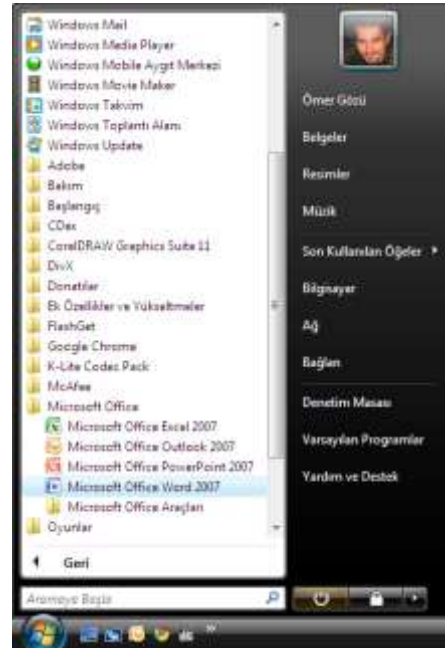 Windows Mail
Windows Media Player
Windows Mobile Aygıt Merkezi
Windows Movie Maker
Windows Takvim
Windows Toplantı Alanı
Windows Update
Adobe
Bakım
Başlangıç
CDex
CorelDRAW Graphics Suite 11
DivX
Donatılar
Ek Özellikler ve Yükseltmeler
FlashGet
Google Chrome
K-Lite Codec Pack
McAfee
Microsoft Office
Microsoft Office Excel 2007
Microsoft Office Outlook 2007
Microsoft Office PowerPoint 2007
Microsoft Office Word 2007
Microsoft Office Araçları
Oyunlar
Geri
Aramaya Başla
Ömer Gözü
Belgeler
Resimler
Müzik
Son Kullanılan Öğeler
Bilgisayar
Ağ
Bağlan
Denetim Masası
Varsayılan Programlar
Yardım ve Destek